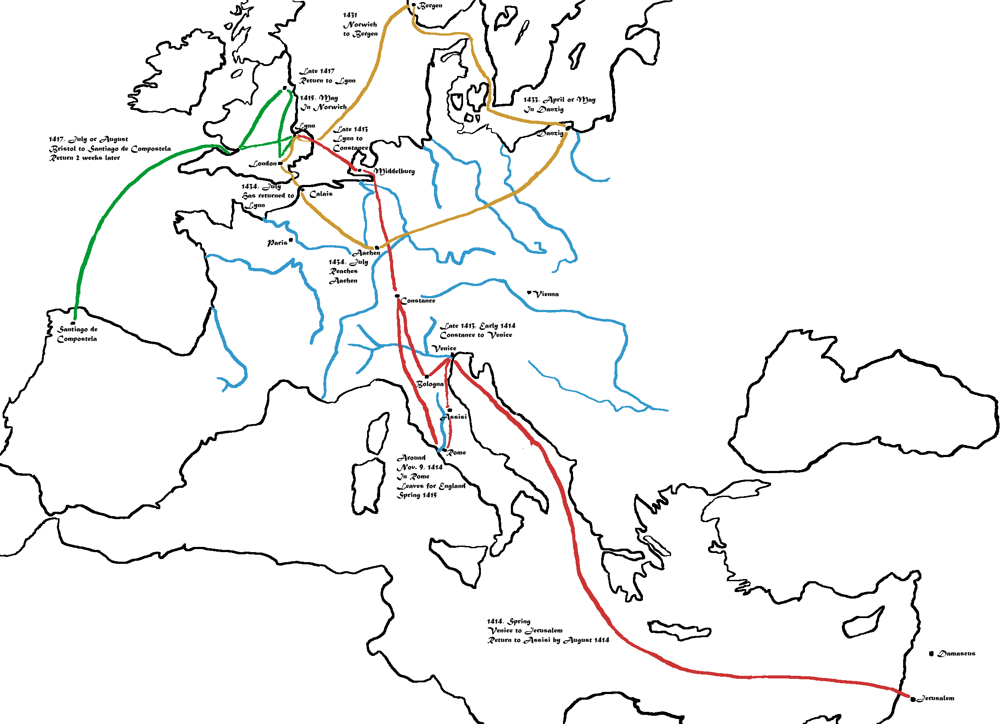 Bergen
1431
Norwich
to Bergen
Late 1417
Return to Lynn
1415, May
In Norwich
1433, April or May
In Danzig
Lynn
Late 1413
Lynn to
Constance
Danzig
1417, July or August
Bristol to Santiago de Compostela
Return 2 weeks later
London
Middelburg
1434, July
Has returned to
Lynn
Calais
Paris
Aachen
1434, July
Reaches
Aachen
Vienna
Constance
Santiago de
Compostela
Late 1413, Early 1414
Constance to Venice
Venice
Bologna
Assisi
Rome
Around
Nov. 9, 1414
In Rome
Leaves for England
Spring 1415
1414, Spring
Venice to Jerusalem
Return to Assisi by August 1414
Damascus
Jerusalem